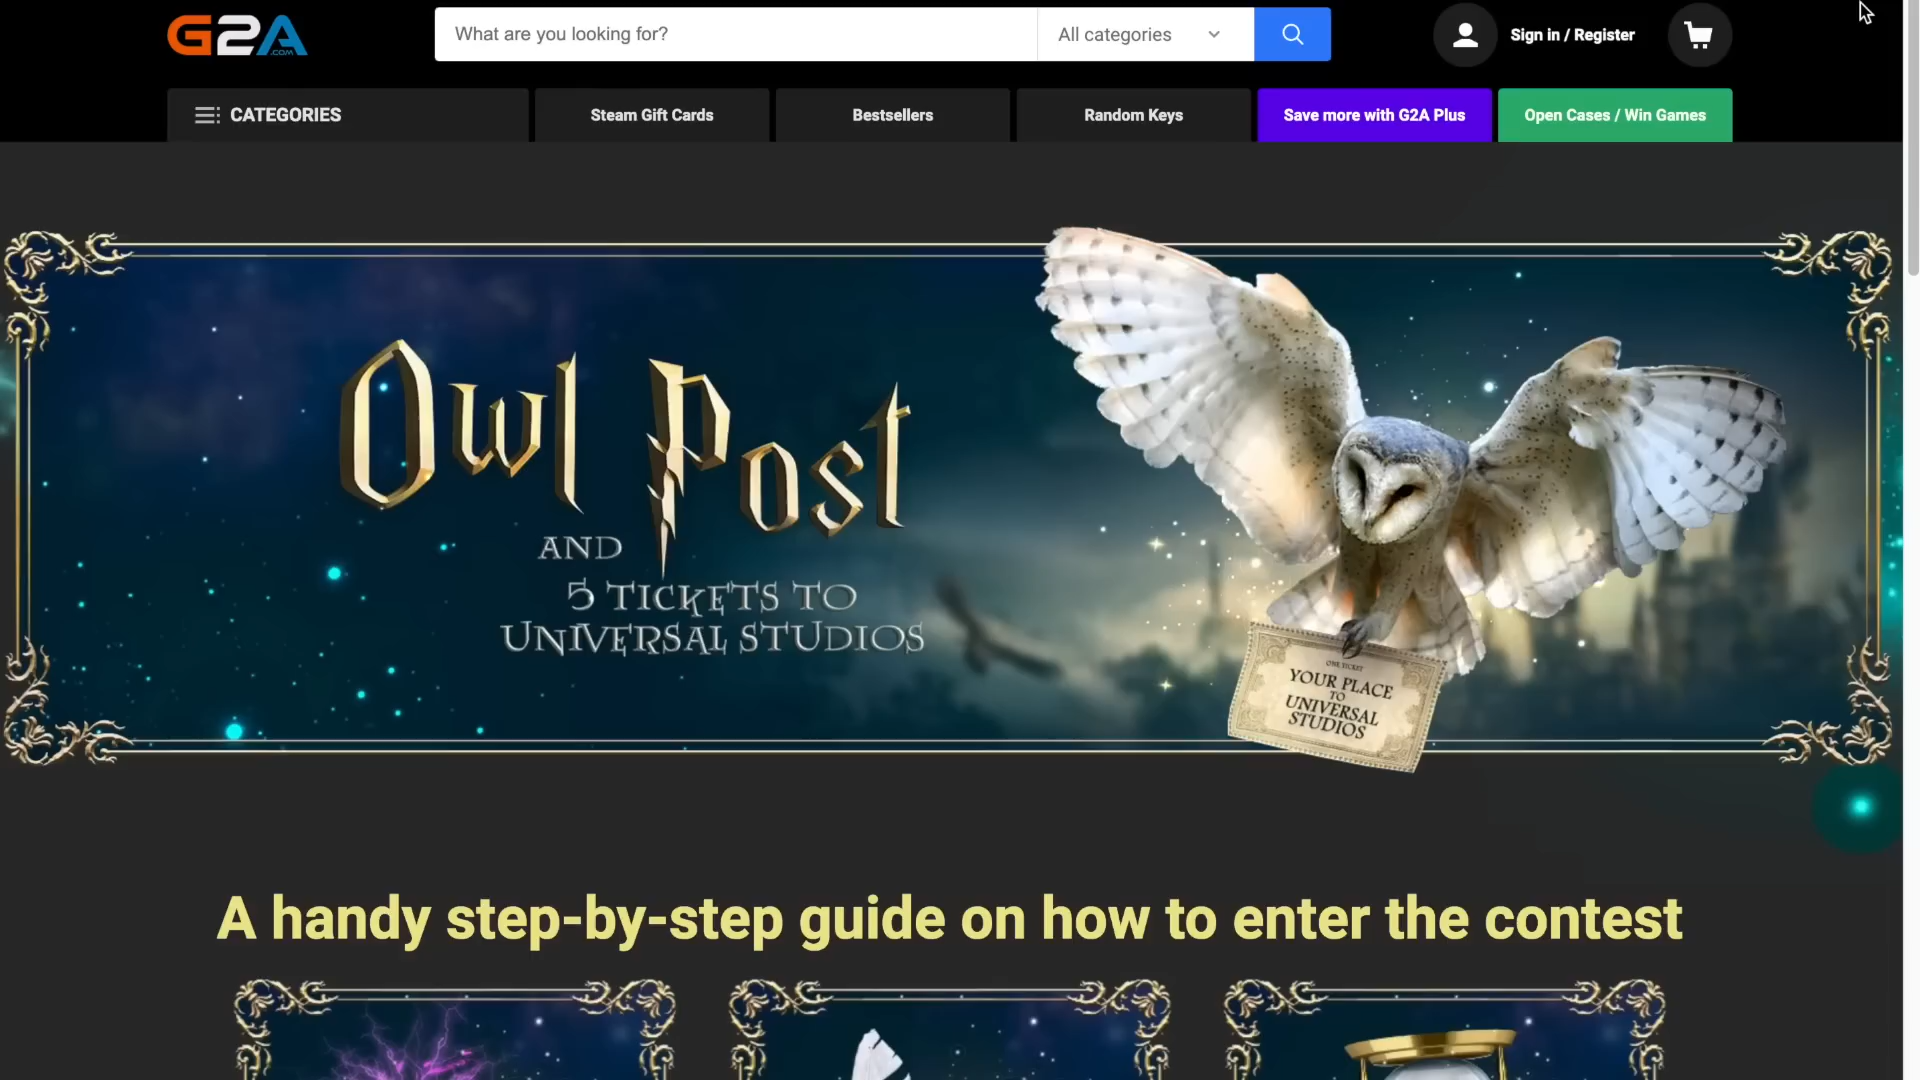 G2A
.COM
What are you looking for?
All categories
Sign in / Register
CATEGORIES
Steam Gift Cards
Bestsellers
Random Keys
Save more with G2A Plus
Open Cases / Win Games
Owl Post
AND
5 TICKETS TO
UNIVERSAL STUDIOS
ONE TICKET
YOUR PLACE
TO
UNIVERSAL
STUDIOS
A handy step-by-step guide on how to enter the contest